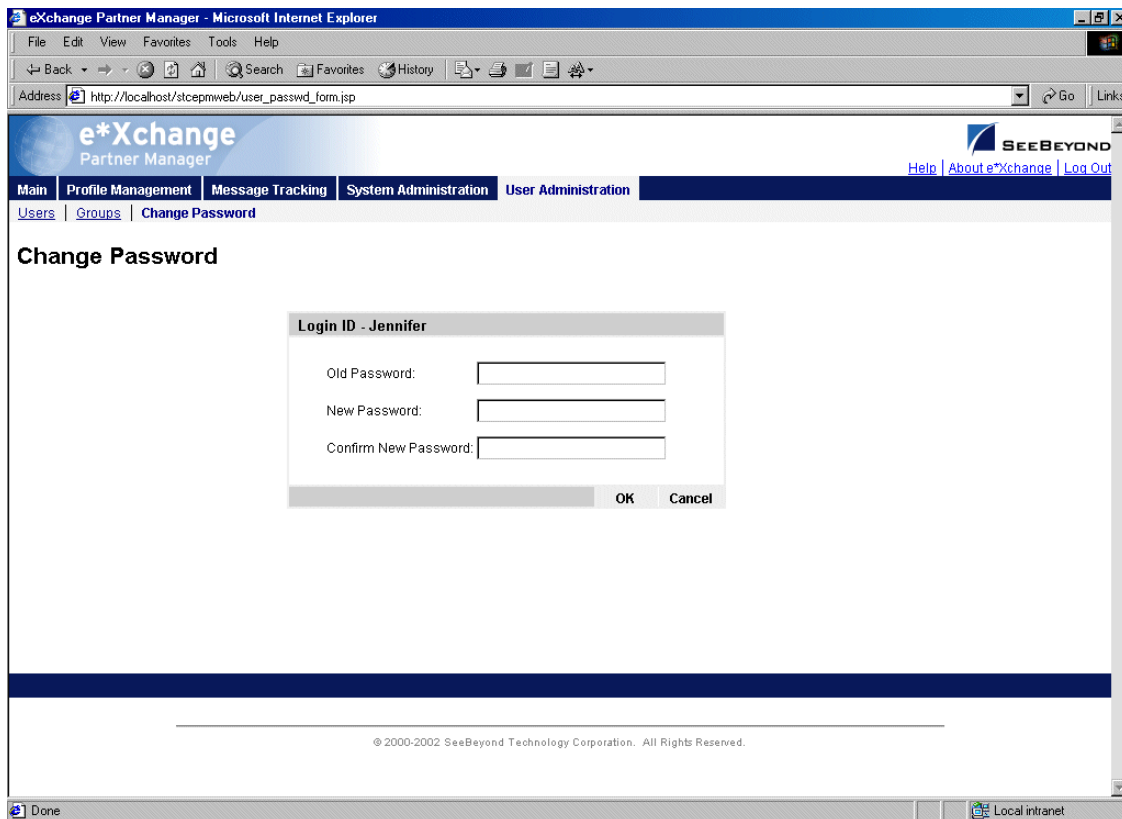 eXchange Partner Manager - Microsoft Internet Explorer
File Edit View Favorites Tools Help
Back Search Favorites History
Address http://localhost/stcepmweb/user_passwd_form.jsp Go Links
e*Xchange
Partner Manager
SEEBEYOND
Help | About e*Xchange | Log Out
Main Profile Management Message Tracking System Administration User Administration
Users | Groups | Change Password
Change Password
Login ID - Jennifer
Old Password:
New Password:
Confirm New Password:
OK Cancel
© 2000-2002 SeeBeyond Technology Corporation. All Rights Reserved.
Done Local intranet